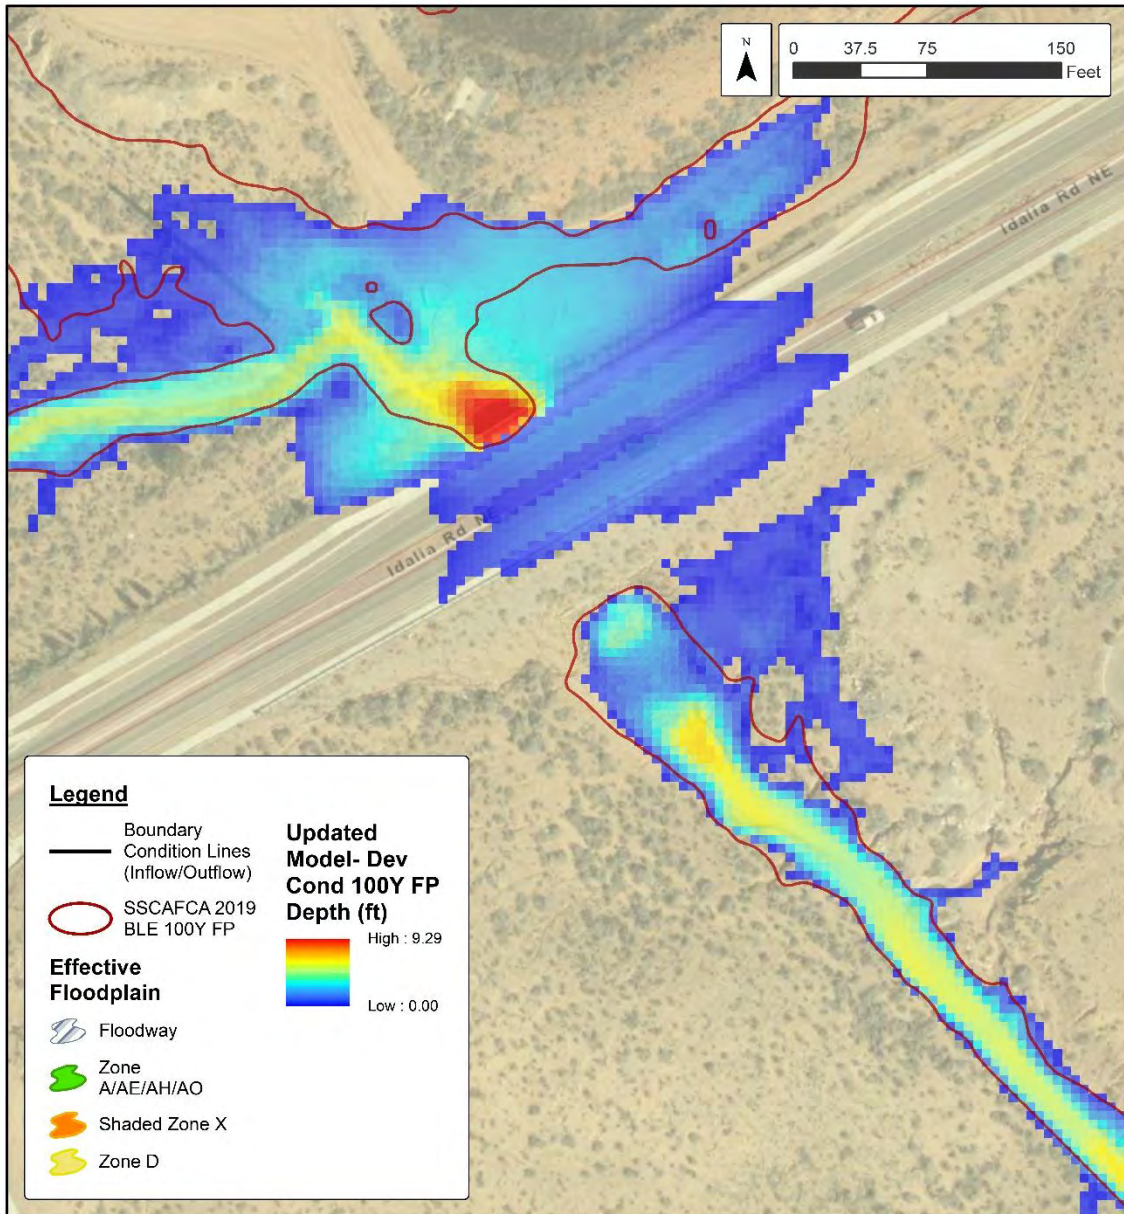 N
0 37.5 75 150
Feet
Idalia Rd NE
Idalia Rd NE
Legend
Boundary
Condition Lines
(Inflow/Outflow)
SSCAFCA 2019
BLE 100Y FP
Effective
Floodplain
Floodway
Zone
A/AE/AH/AO
Shaded Zone X
Zone D
Updated
Model- Dev
Cond 100Y FP
Depth (ft)
High : 9.29
Low : 0.00